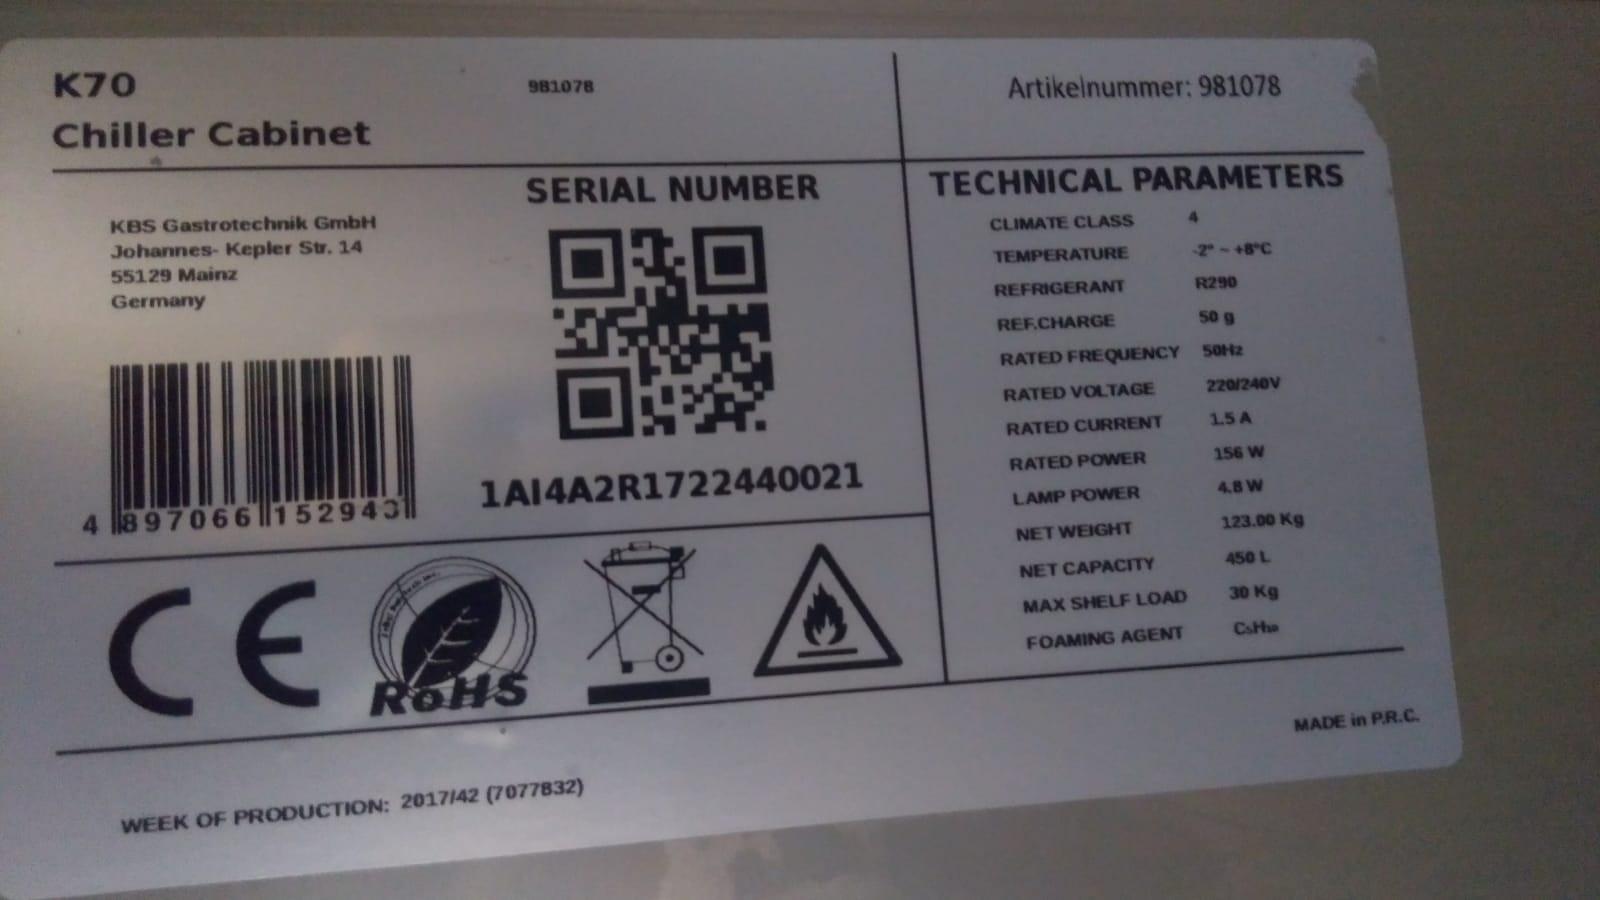 K70
981078
Chiller Cabinet
Artikelnummer: 981078
KBS Gastrotechnik GmbH
Johannes- Kepler Str. 14
55129 Mainz
Germany
4 897066 152943
SERIAL NUMBER
1AI4A2R1722440021
TECHNICAL PARAMETERS
CLIMATE CLASS 4
TEMPERATURE -2° ~ +8°C
REFRIGERANT R290
REF.CHARGE 50 g
RATED FREQUENCY 50Hz
RATED VOLTAGE 220/240V
RATED CURRENT 1.5 A
RATED POWER 156 W
LAMP POWER 4.8 W
NET WEIGHT 123.00 Kg
NET CAPACITY 450 L
MAX SHELF LOAD 30 Kg
FOAMING AGENT C₅H₁₀
CE
RoHS
MADE in P.R.C.
WEEK OF PRODUCTION: 2017/42 (7077832)